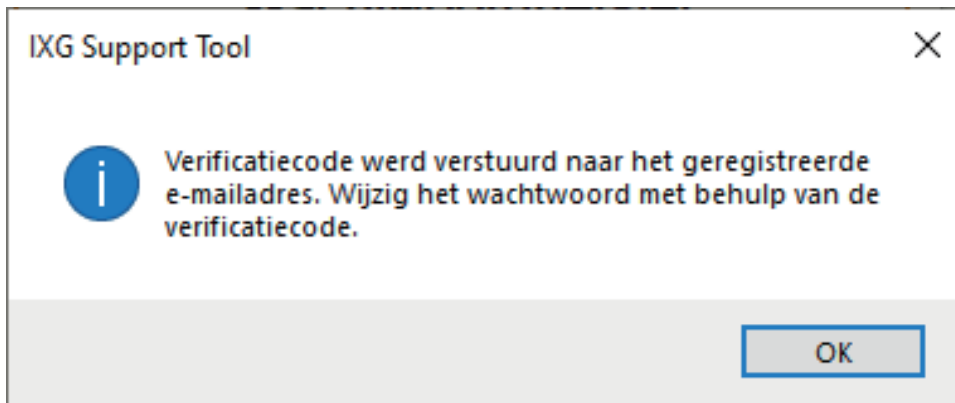 IXG Support Tool
Verificatiecode werd verstuurd naar het geregistreerde
e-mailadres. Wijzig het wachtwoord met behulp van de
verificatiecode.
OK